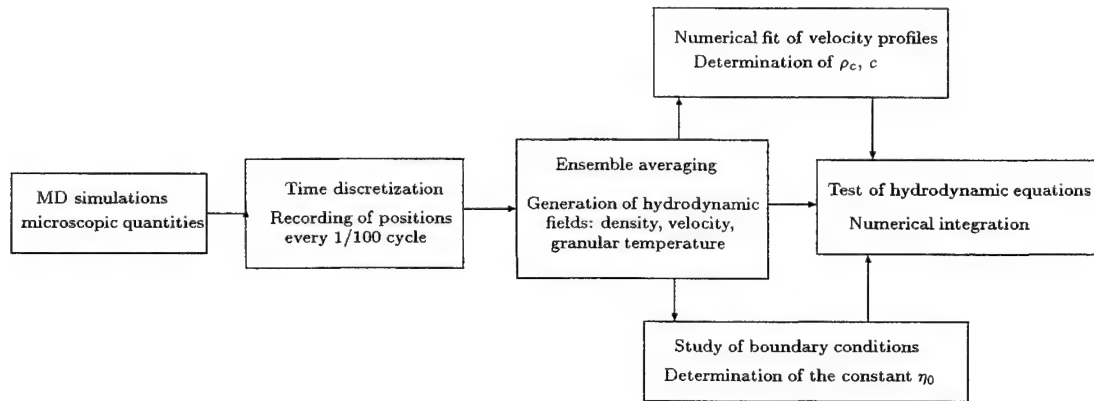 Numerical fit of velocity profiles
Determination of ρc, c
MD simulations
microscopic quantities
Time discretization
Recording of positions
every 1/100 cycle
Ensemble averaging
Generation of hydrodynamic
fields: density, velocity,
granular temperature
Test of hydrodynamic equations
Numerical integration
Study of boundary conditions
Determination of the constant η0